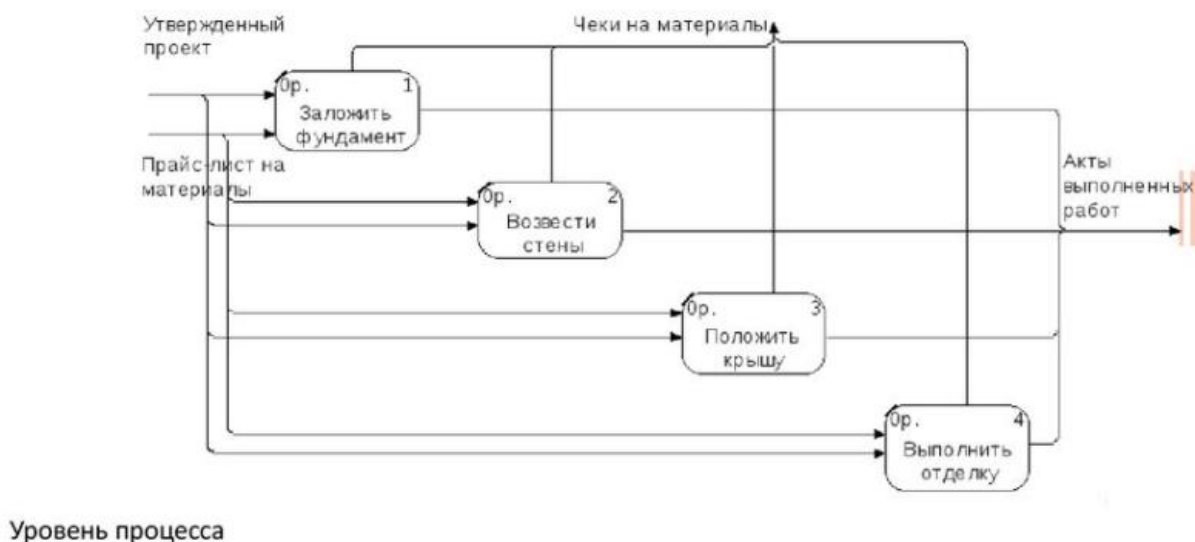 Утвержденный
проект
Чеки на материалы
0р. 1
Заложить
фундамент
Прайс-лист на
материалы
0р. 2
Возвести
стены
Акты
выполненных
работ
0р. 3
Положить
крышу
0р. 4
Выполнить
отделку
Уровень процесса